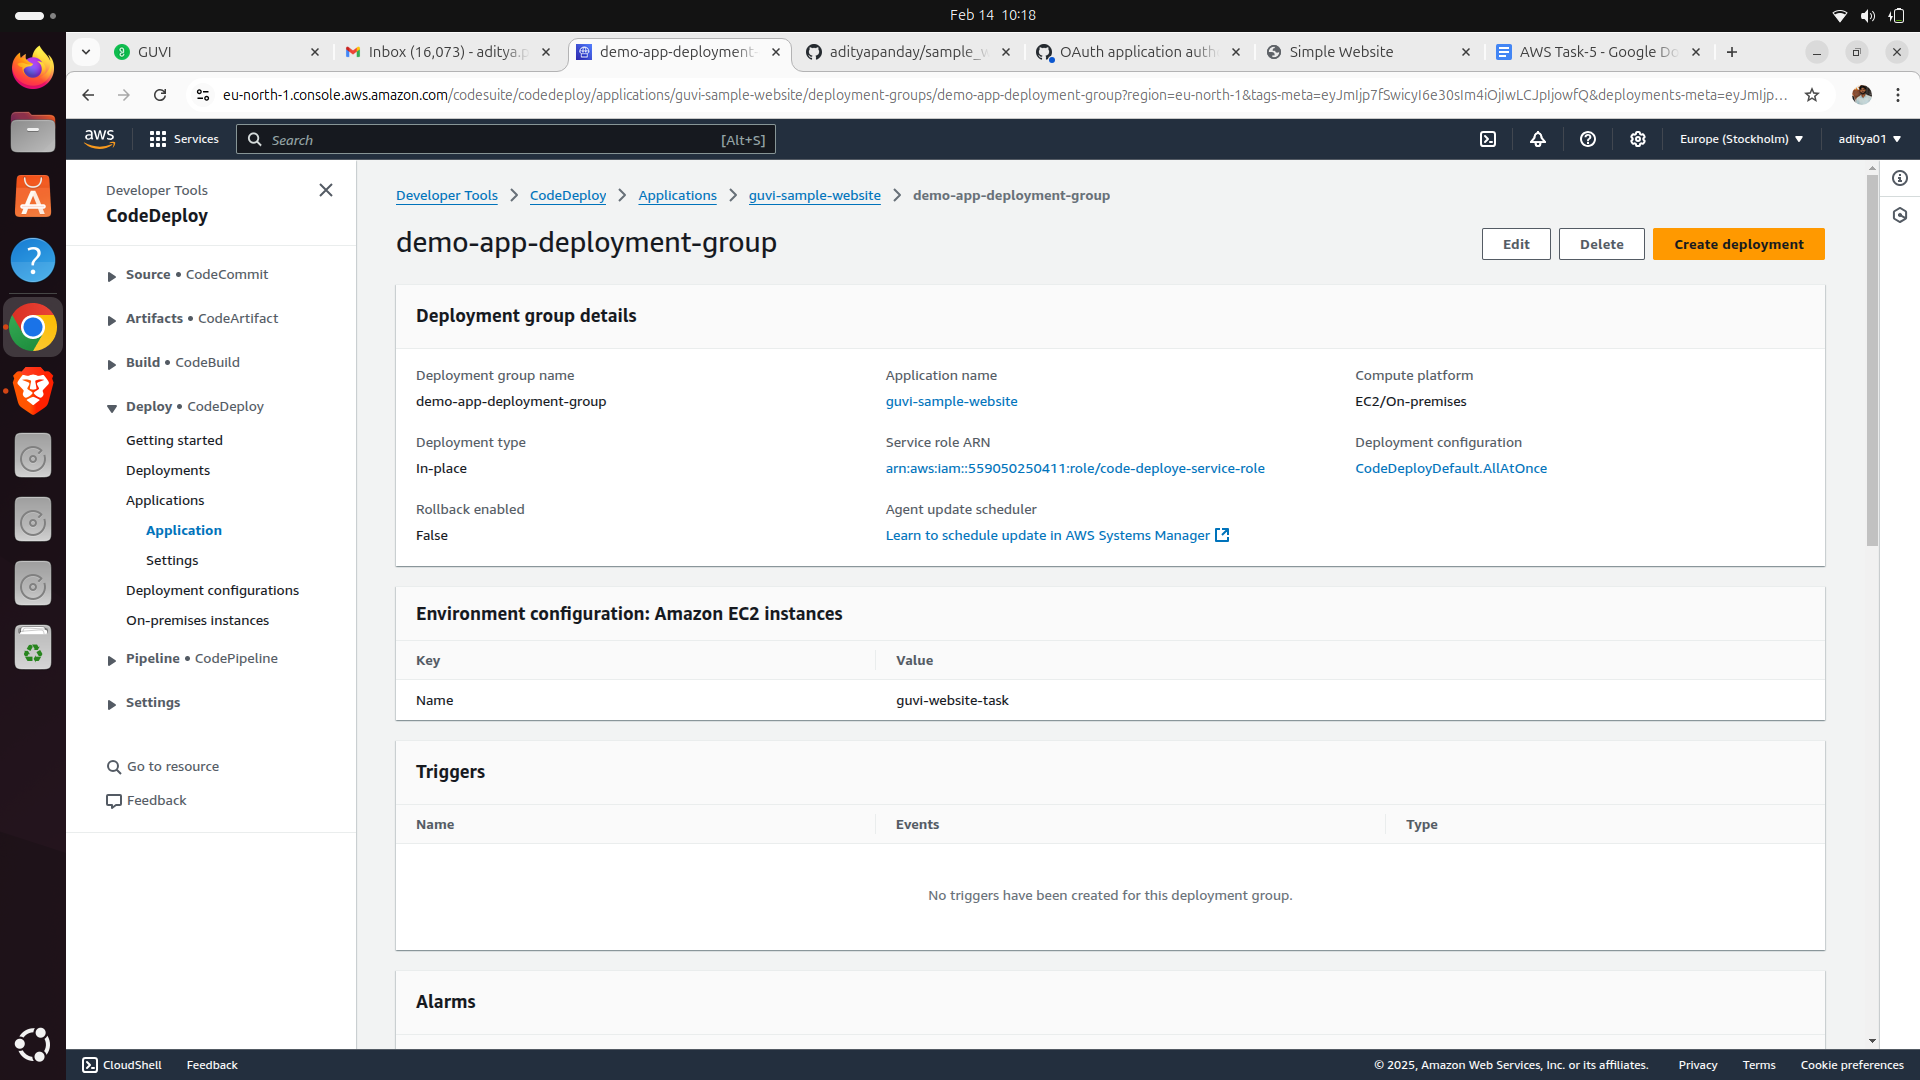 Feb 14 10:18
GUVI
Inbox (16,073) - aditya.p
demo-app-deployment-
adityapanday/sample_w
OAuth application auth
Simple Website
AWS Task-5 - Google Do
eu-north-1.console.aws.amazon.com/codesuite/codedeploy/applications/guvi-sample-website/deployment-groups/demo-app-deployment-group?region=eu-north-1&tags-meta=eyJmIjp7fSwicyI6e30sIm4iOjIwLCJpIjowfQ&deployments-meta=eyJmIjp...
aws
Services
Search
[Alt+S]
Europe (Stockholm)
aditya01
Developer Tools
CodeDeploy
Source • CodeCommit
Artifacts • CodeArtifact
Build • CodeBuild
Deploy • CodeDeploy
Getting started
Deployments
Applications
Application
Settings
Deployment configurations
On-premises instances
Pipeline • CodePipeline
Settings
Go to resource
Feedback
Developer Tools > CodeDeploy > Applications > guvi-sample-website > demo-app-deployment-group
demo-app-deployment-group
Edit
Delete
Create deployment
Deployment group details
Deployment group name
demo-app-deployment-group
Application name
guvi-sample-website
Compute platform
EC2/On-premises
Deployment type
In-place
Service role ARN
arn:aws:iam::559050250411:role/code-deploye-service-role
Deployment configuration
CodeDeployDefault.AllAtOnce
Rollback enabled
False
Agent update scheduler
Learn to schedule update in AWS Systems Manager
Environment configuration: Amazon EC2 instances
Key
Value
Name
guvi-website-task
Triggers
Name
Events
Type
No triggers have been created for this deployment group.
Alarms
CloudShell
Feedback
© 2025, Amazon Web Services, Inc. or its affiliates.
Privacy
Terms
Cookie preferences